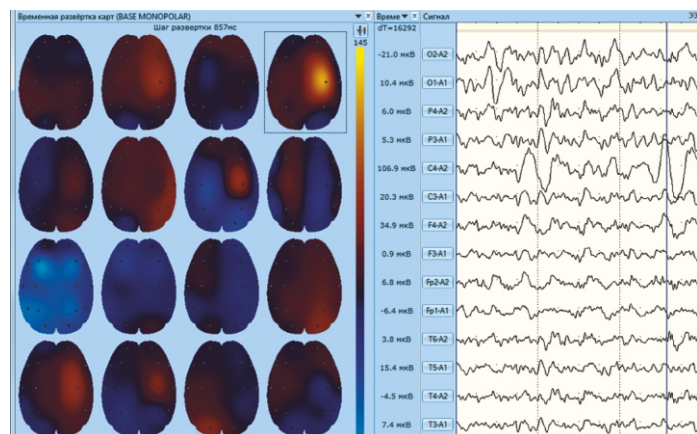 Временная развёртка карт (BASE MONOPOLAR)
Шаг развертки 857мс
145
Време
Сигнал
dT=16292
-21.0 мкВ O2-A2
10.4 мкВ O1-A1
6.0 мкВ P4-A2
5.3 мкВ P3-A1
106.9 мкВ C4-A2
20.3 мкВ C3-A1
34.9 мкВ F4-A2
0.9 мкВ F3-A1
6.8 мкВ Fp2-A2
-6.4 мкВ Fp1-A1
3.8 мкВ T6-A2
15.4 мкВ T5-A1
-4.5 мкВ T4-A2
7.4 мкВ T3-A1